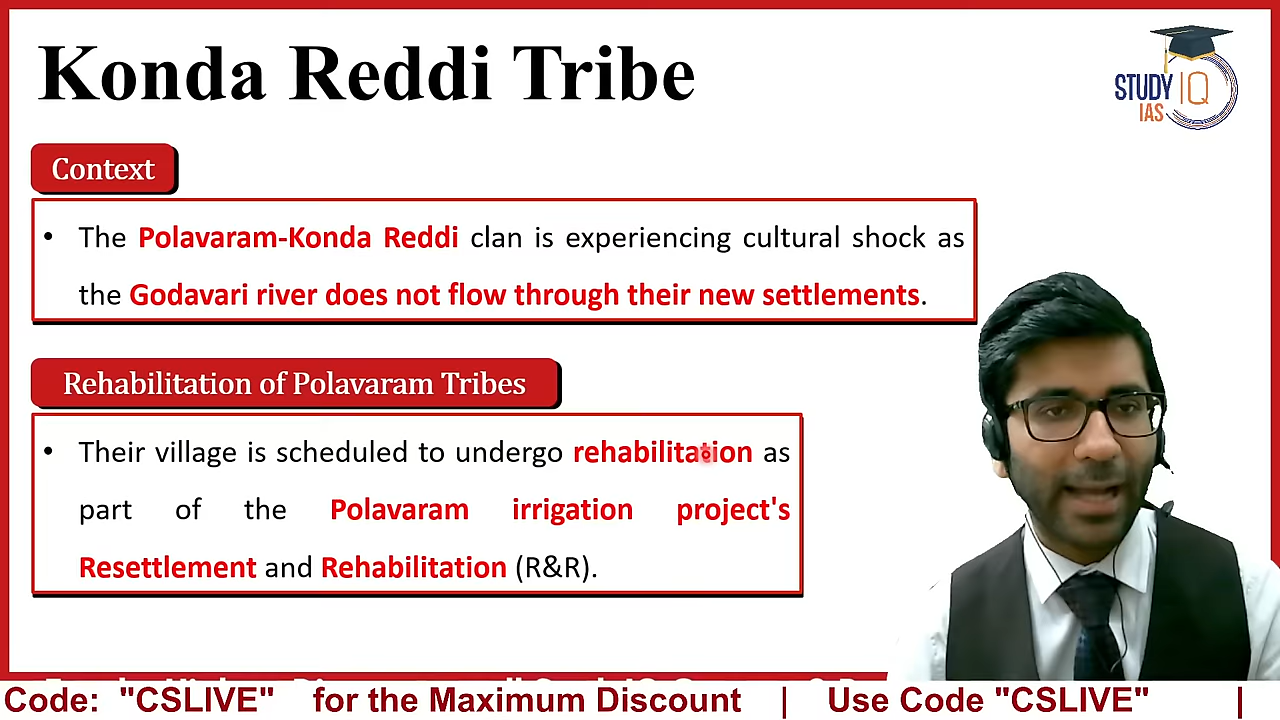 Konda Reddi Tribe
STUDY IQ
IAS
Context
• The Polavaram-Konda Reddi clan is experiencing cultural shock as
the Godavari river does not flow through their new settlements.
Rehabilitation of Polavaram Tribes
• Their village is scheduled to undergo rehabilitation as
part of the Polavaram irrigation project's
Resettlement and Rehabilitation (R&R).
Code: "CSLIVE" for the Maximum Discount | Use Code "CSLIVE" |